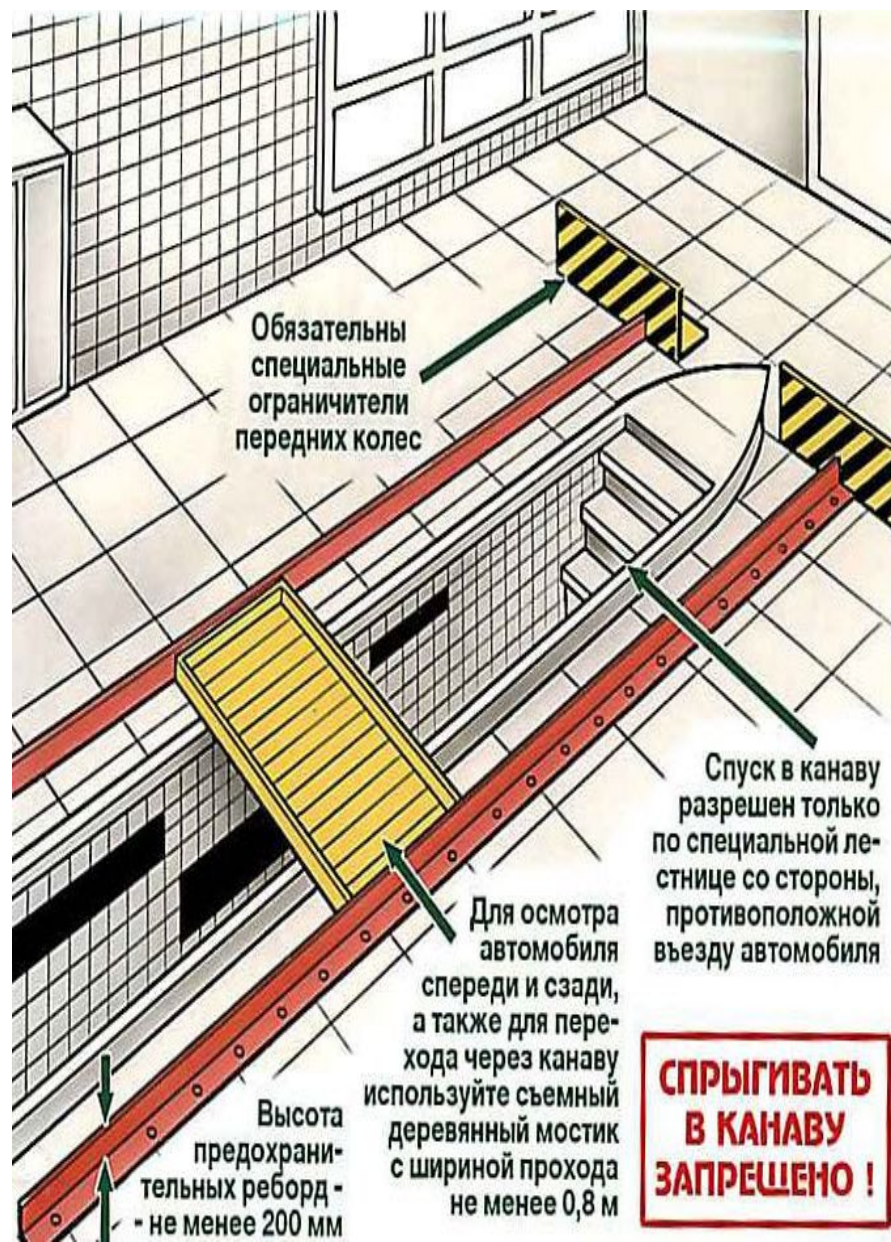 Обязательны
специальные
ограничители
передних колес
Спуск в канаву
разрешен только
по специальной ле-
стнице со стороны,
противоположной
въезду автомобиля
Для осмотра
автомобиля
спереди и сзади,
а также для пере-
хода через канаву
используйте съемный
деревянный мостик
с шириной прохода
не менее 0,8 м
Высота
предохрани-
тельных реборд -
- не менее 200 мм
СПРЫГИВАТЬ
В КАНАВУ
ЗАПРЕЩЕНО !